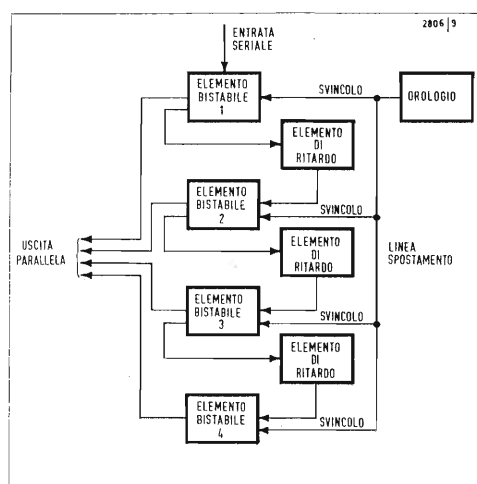 2806|9
ENTRATA
SERIALE
ELEMENTO
BISTABILE
1
SVINCOLO
OROLOGIO
ELEMENTO
DI
RITARDO
ELEMENTO
BISTABILE
2
SVINCOLO
USCITA
PARALLELA
ELEMENTO
DI
RITARDO
LINEA
SPOSTAMENTO
ELEMENTO
BISTABILE
3
SVINCOLO
ELEMENTO
DI
RITARDO
ELEMENTO
BISTABILE
4
SVINCOLO